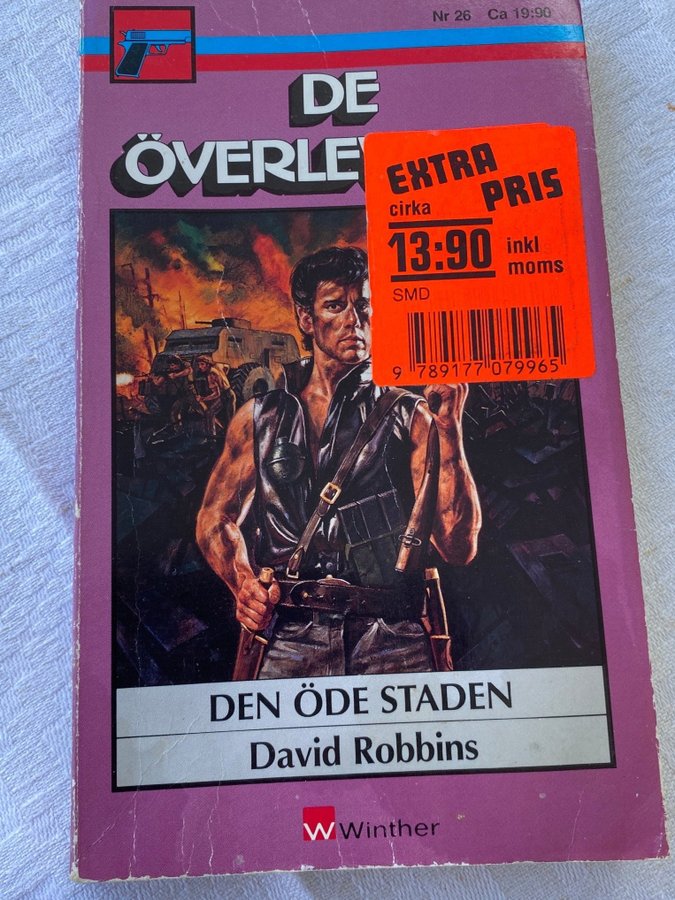 Nr 26 Ca 19:90
DE
ÖVERLEV
EXTRA
PRIS
cirka
13:90 inkl
moms
SMD
9 789177 079965
DEN ÖDE STADEN
David Robbins
W Winther